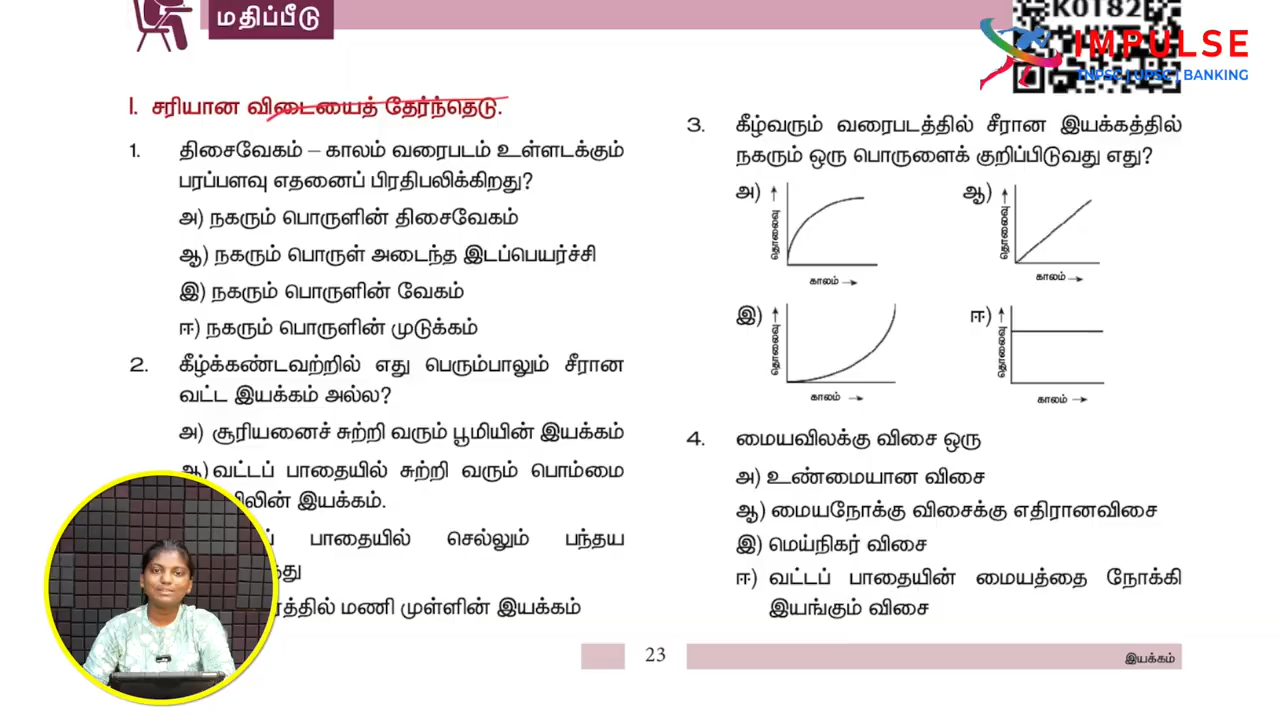 மதிப்பீடு
K0T82
IMPULSE
TNPSC | UPSC | BANKING
I. சரியான விடையைத் தேர்ந்தெடு.
1. திசைவேகம் – காலம் வரைபடம் உள்ளடக்கும்
பரப்பளவு எதனைப் பிரதிபலிக்கிறது?
அ) நகரும் பொருளின் திசைவேகம்
ஆ) நகரும் பொருள் அடைந்த இடப்பெயர்ச்சி
இ) நகரும் பொருளின் வேகம்
ஈ) நகரும் பொருளின் முடுக்கம்
2. கீழ்க்கண்டவற்றில் எது பெரும்பாலும் சீரான
வட்ட இயக்கம் அல்ல?
அ) சூரியனைச் சுற்றி வரும் பூமியின் இயக்கம்
ஆ) வட்டப் பாதையில் சுற்றி வரும் பொம்மை
இயக்கம்.
பாதையில் செல்லும் பந்தய
மணி முள்ளின் இயக்கம்
3. கீழ்வரும் வரைபடத்தில் சீரான இயக்கத்தில்
நகரும் ஒரு பொருளைக் குறிப்பிடுவது எது?
அ) தொலைவு → காலம் →
ஆ) தொலைவு → காலம் →
இ) தொலைவு → காலம் →
ஈ) தொலைவு → காலம் →
4. மையவிலக்கு விசை ஒரு
அ) உண்மையான விசை
ஆ) மையநோக்கு விசைக்கு எதிரானவிசை
இ) மெய்நிகர் விசை
ஈ) வட்டப் பாதையின் மையத்தை நோக்கி
இயங்கும் விசை
23
இயக்கம்